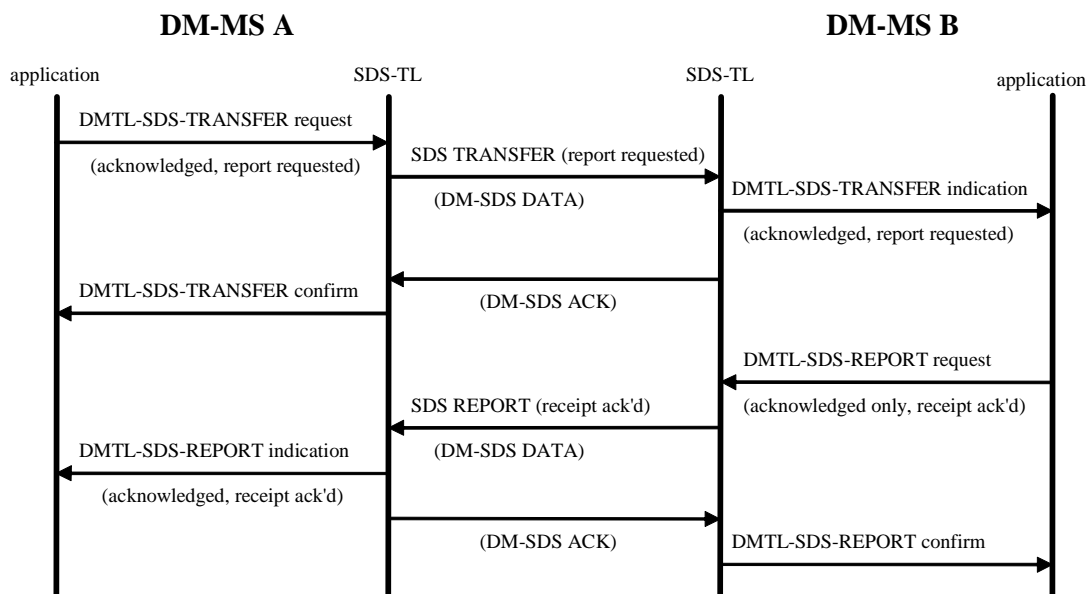 DM-MS A
DM-MS B
application
SDS-TL
SDS-TL
application
DMTL-SDS-TRANSFER request
(acknowledged, report requested)
SDS TRANSFER (report requested)
(DM-SDS DATA)
DMTL-SDS-TRANSFER indication
(acknowledged, report requested)
(DM-SDS ACK)
DMTL-SDS-TRANSFER confirm
DMTL-SDS-REPORT request
(acknowledged only, receipt ack'd)
SDS REPORT (receipt ack'd)
(DM-SDS DATA)
DMTL-SDS-REPORT indication
(acknowledged, receipt ack'd)
(DM-SDS ACK)
DMTL-SDS-REPORT confirm